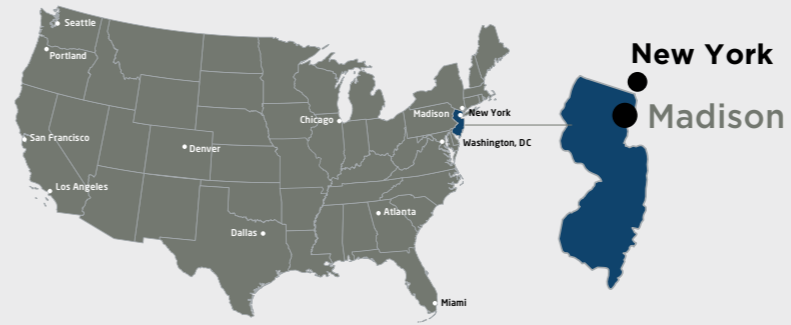 Seattle
Portland
San Francisco
Los Angeles
Denver
Dallas
Chicago
Atlanta
Miami
Madison
New York
Washington, DC
New York
Madison